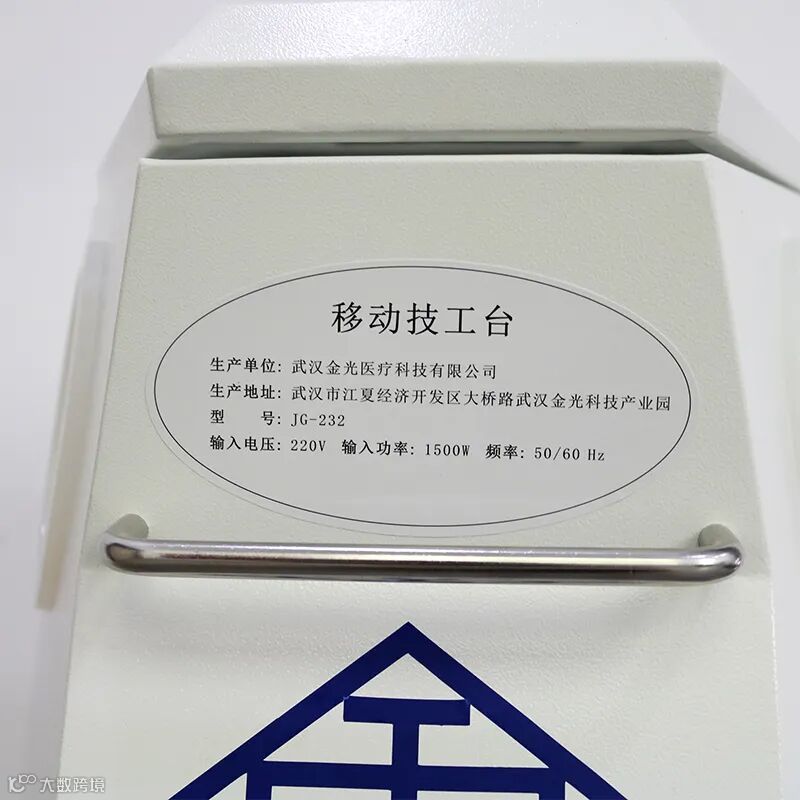 移动技工台
生产单位: 武汉金光医疗科技有限公司
生产地址: 武汉市江夏经济开发区大桥路武汉金光科技产业园
型 号: JG-232
输入电压: 220V 输入功率: 1500W 频率: 50/60 Hz
大数跨境